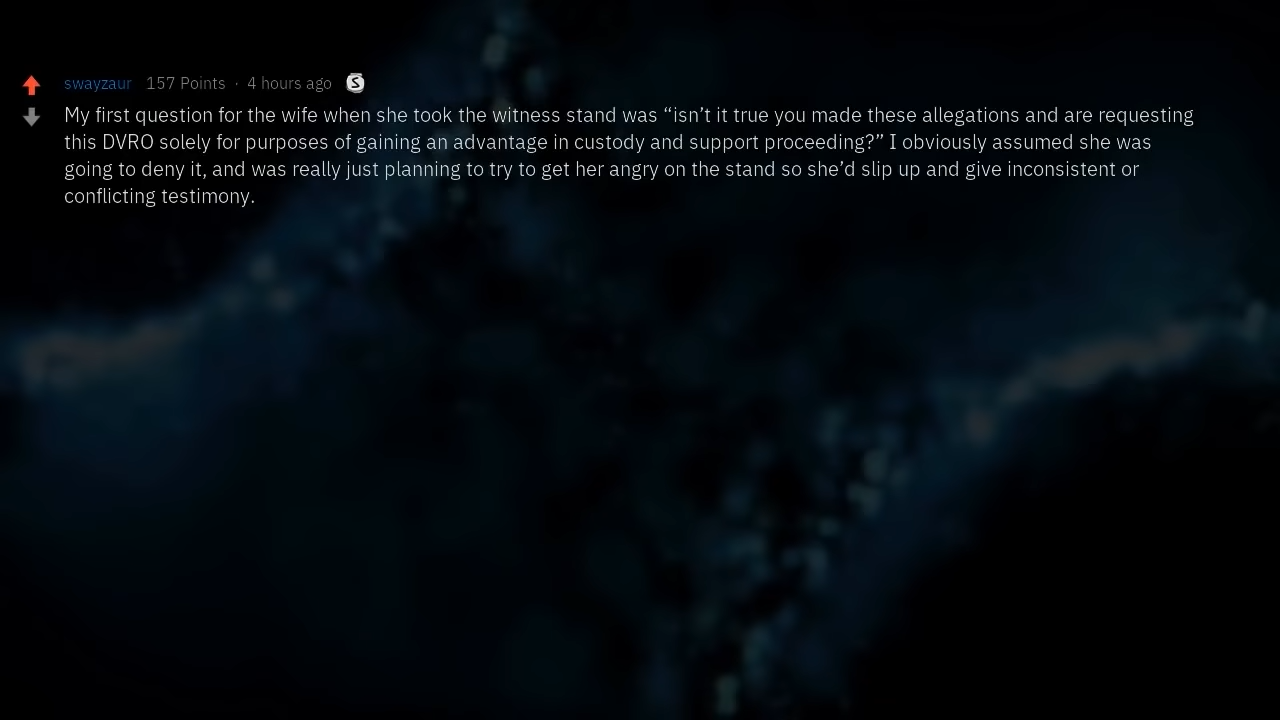 swayzaur 157 Points · 4 hours ago
My first question for the wife when she took the witness stand was “isn’t it true you made these allegations and are requesting
this DVRO solely for purposes of gaining an advantage in custody and support proceeding?” I obviously assumed she was
going to deny it, and was really just planning to try to get her angry on the stand so she’d slip up and give inconsistent or
conflicting testimony.